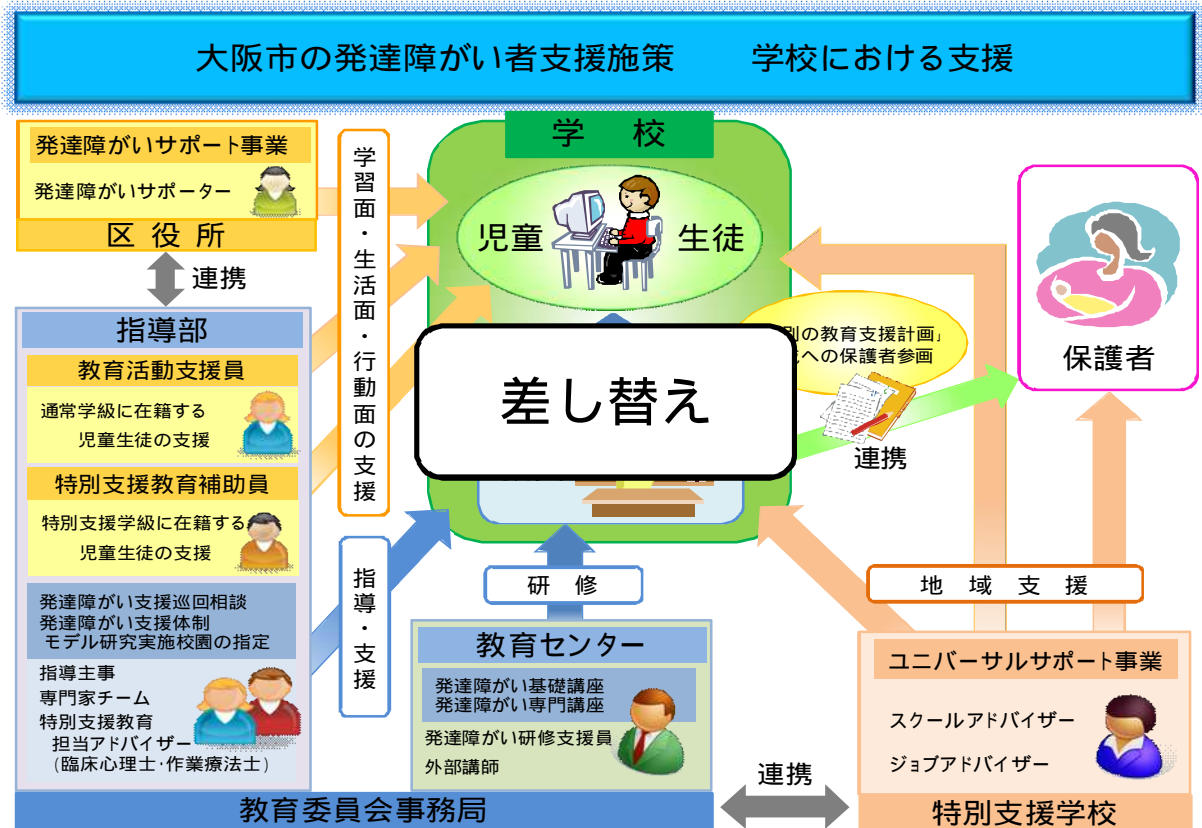 大阪市の発達障がい者支援施策　学校における支援
発達障がいサポート事業
発達障がいサポーター
区役所
連携
指導部
教育活動支援員
通常学級に在籍する
児童生徒の支援
特別支援教育補助員
特別支援学級に在籍する
児童生徒の支援
発達障がい支援巡回相談
発達障がい支援体制
モデル研究実施校園の指定
指導主事
専門家チーム
特別支援教育
担当アドバイザー
(臨床心理士・作業療法士)
学習面・生活面・行動面の支援
指導・支援
学校
児童　生徒
差し替え
別の教育支援計画」
への保護者参画
連携
保護者
研修
教育センター
発達障がい基礎講座
発達障がい専門講座
発達障がい研修支援員
外部講師
教育委員会事務局
連携
地域支援
ユニバーサルサポート事業
スクールアドバイザー
ジョブアドバイザー
特別支援学校